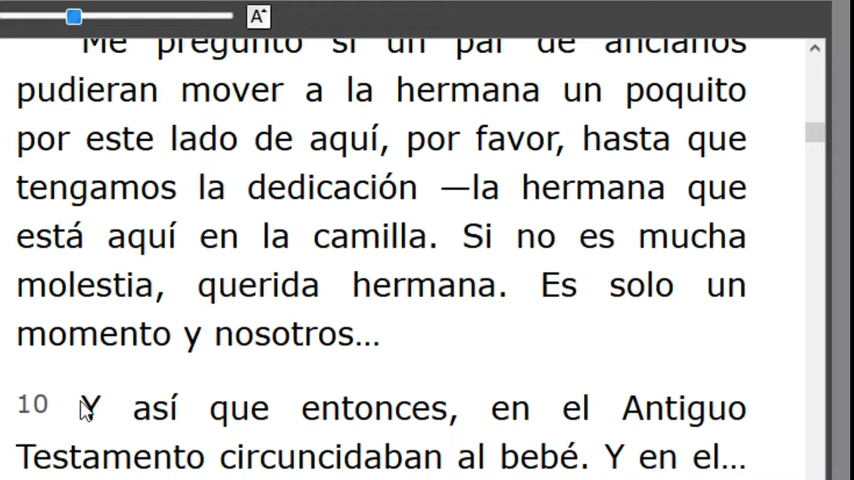 A
Me pregunto si un par de ancianos
pudieran mover a la hermana un poquito
por este lado de aquí, por favor, hasta que
tengamos la dedicación —la hermana que
está aquí en la camilla. Si no es mucha
molestia, querida hermana. Es solo un
momento y nosotros…
10 Y así que entonces, en el Antiguo
Testamento circuncidaban al bebé. Y en el…